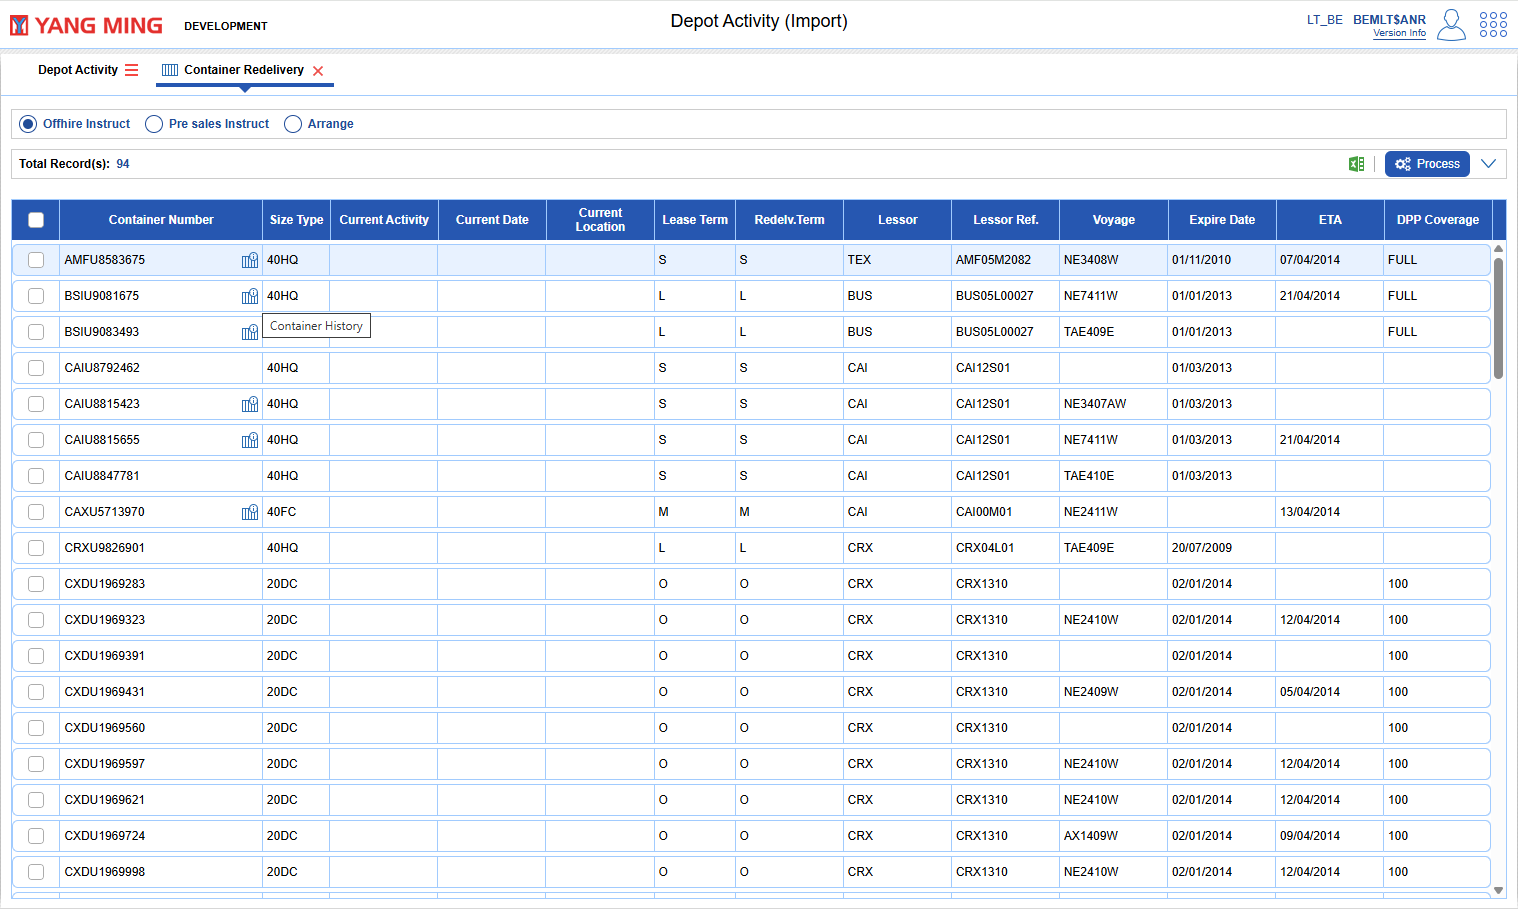 YANG MING DEVELOPMENT Depot Activity (Import) LT_BE BEMLT$ANR
Version Info
Depot Activity Container Redelivery
Offhire Instruct Pre sales Instruct Arrange
Total Record(s): 94 Process
Container Number Size Type Current Activity Current Date Current Location Lease Term Redelv.Term Lessor Lessor Ref. Voyage Expire Date ETA DPP Coverage
AMFU8583675 40HQ S S TEX AMF05M2082 NE3408W 01/11/2010 07/04/2014 FULL
BSIU9081675 40HQ L L BUS BUS05L00027 NE7411W 01/01/2013 21/04/2014 FULL
Container History
BSIU9083493 L L BUS BUS05L00027 TAE409E 01/01/2013 FULL
CAIU8792462 40HQ S S CAI CAI12S01 01/03/2013
CAIU8815423 40HQ S S CAI CAI12S01 NE3407AW 01/03/2013
CAIU8815655 40HQ S S CAI CAI12S01 NE7411W 01/03/2013 21/04/2014
CAIU8847781 40HQ S S CAI CAI12S01 TAE410E 01/03/2013
CAXU5713970 40FC M M CAI CAI00M01 NE2411W 13/04/2014
CRXU9826901 40HQ L L CRX CRX04L01 TAE409E 20/07/2009
CXDU1969283 20DC O O CRX CRX1310 02/01/2014 100
CXDU1969323 20DC O O CRX CRX1310 NE2410W 02/01/2014 12/04/2014 100
CXDU1969391 20DC O O CRX CRX1310 02/01/2014 100
CXDU1969431 20DC O O CRX CRX1310 NE2409W 02/01/2014 05/04/2014 100
CXDU1969560 20DC O O CRX CRX1310 02/01/2014 100
CXDU1969597 20DC O O CRX CRX1310 NE2410W 02/01/2014 12/04/2014 100
CXDU1969621 20DC O O CRX CRX1310 NE2410W 02/01/2014 12/04/2014 100
CXDU1969724 20DC O O CRX CRX1310 AX1409W 02/01/2014 09/04/2014 100
CXDU1969998 20DC O O CRX CRX1310 NE2410W 02/01/2014 12/04/2014 100